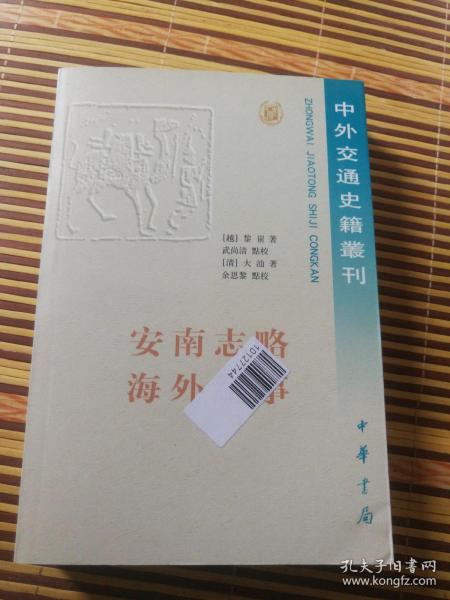 中外交通史籍叢刊
ZHONGWAI JIAOTONG SHIJI CONGKAN
[越] 黎 崱 著
武尚清 點校
[清] 大 汕 著
余思黎 點校
安南志略
海外 事
10127744
中華書局
孔夫子旧书网
www.kongfz.com